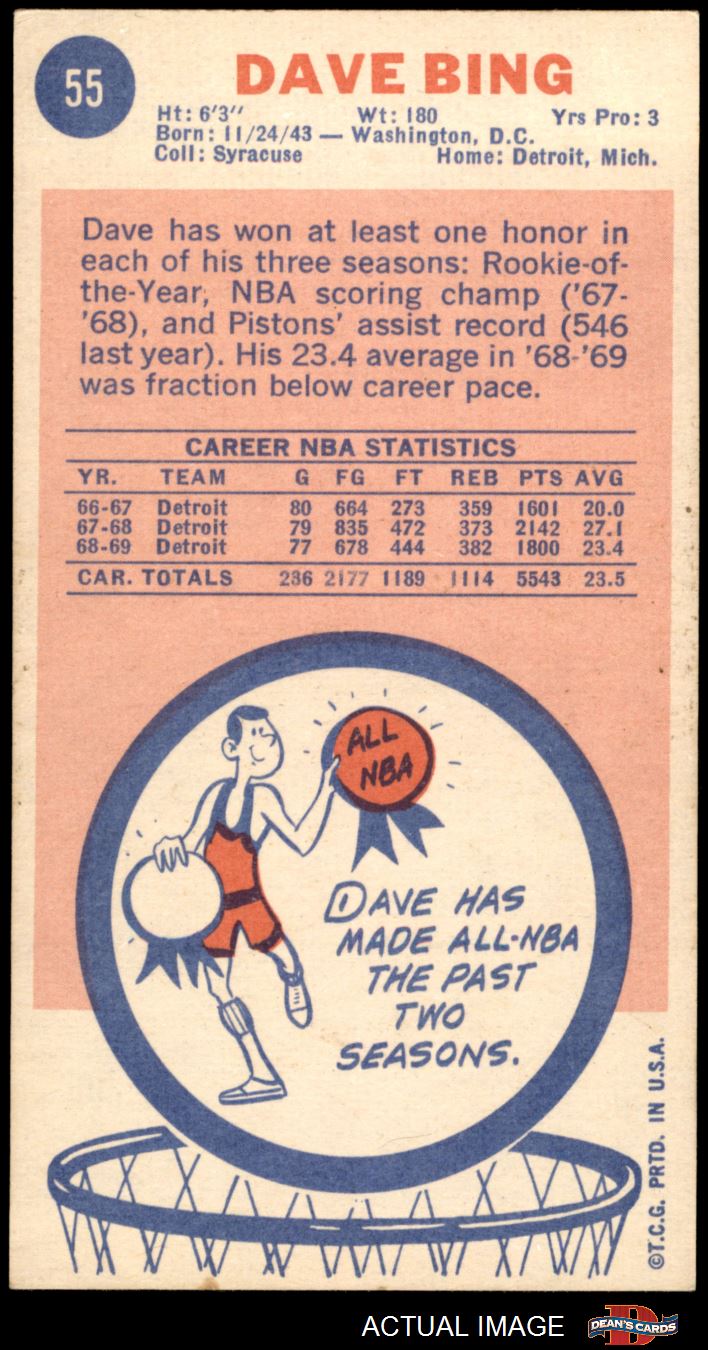 55
DAVE BING
Ht: 6'3" Wt: 180 Yrs Pro: 3
Born: 11/24/43 — Washington, D.C.
Coll: Syracuse Home: Detroit, Mich.
Dave has won at least one honor in
each of his three seasons: Rookie-of-
the-Year, NBA scoring champ ('67-
'68), and Pistons' assist record (546
last year). His 23.4 average in '68-'69
was fraction below career pace.
CAREER NBA STATISTICS
YR. TEAM G FG FT REB PTS AVG
66-67 Detroit 80 664 273 359 1601 20.0
67-68 Detroit 79 835 472 373 2142 27.1
68-69 Detroit 77 678 444 382 1800 23.4
CAR. TOTALS 236 2177 1189 1114 5543 23.5
ALL
NBA
DAVE HAS
MADE ALL-NBA
THE PAST
TWO
SEASONS.
©T.C.G. PRTD. IN U.S.A.
ACTUAL IMAGE
D
DEAN'S CARDS